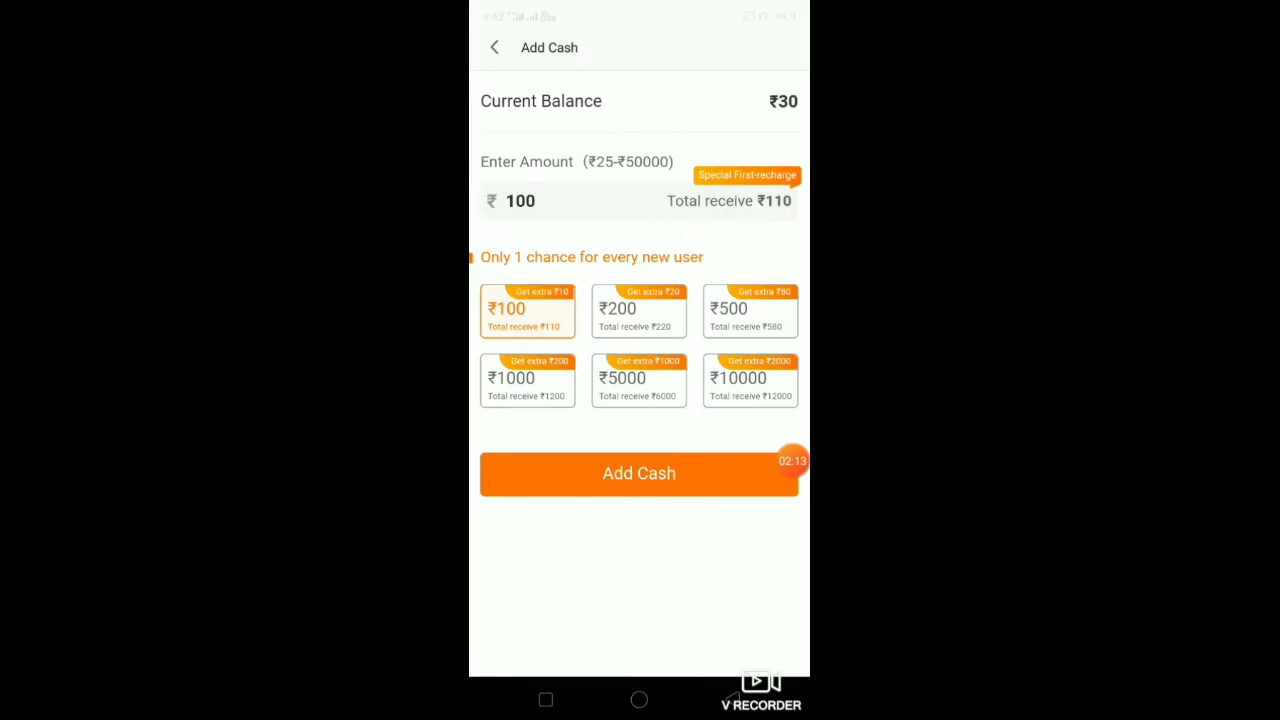 4:42
Add Cash
Current Balance ₹30
Enter Amount (₹25-₹50000)
Special First-recharge
₹ 100 Total receive ₹110
Only 1 chance for every new user
Get extra ₹10 Get extra ₹20 Get extra ₹80
₹100 ₹200 ₹500
Total receive ₹110 Total receive ₹220 Total receive ₹580
Get extra ₹200 Get extra ₹1000 Get extra ₹2000
₹1000 ₹5000 ₹10000
Total receive ₹1200 Total receive ₹6000 Total receive ₹12000
02:13
Add Cash
V RECORDER